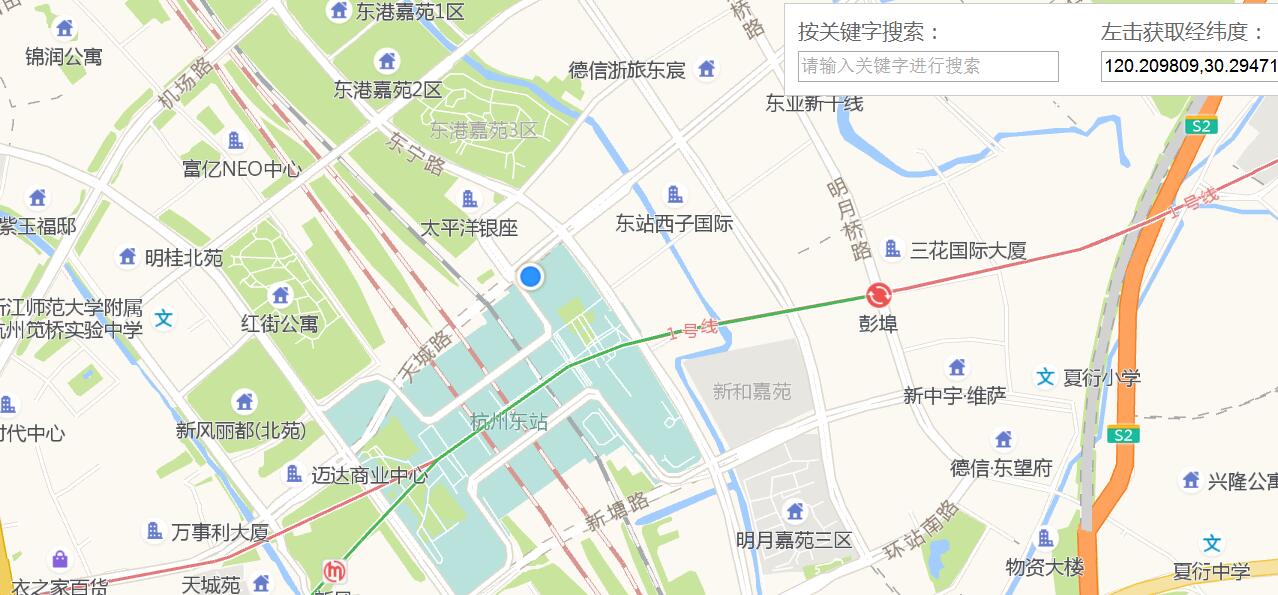 东港嘉苑1区
按关键字搜索：
左击获取经纬度：
锦润公寓
请输入关键字进行搜索
120.209809,30.29471
机场路
东港嘉苑2区
德信浙旅东宸
桥路
东亚新干线
S2
东港嘉苑3区
东宁路
富亿NEO中心
1号线
紫玉福邸
太平洋银座
东站西子国际
明月桥路
明桂北苑
三花国际大厦
浙江师范大学附属
杭州笕桥实验中学
文
红街公寓
1号线
彭埠
天城路
新和嘉苑
新中宇·维萨
文
夏衍小学
时代中心
新风丽都(北苑)
杭州东站
S2
迈达商业中心
德信·东望府
兴隆公寓
新塘路
万事利大厦
明月嘉苑三区
环站南路
物资大楼
文
夏衍中学
衣之家百货
天城苑